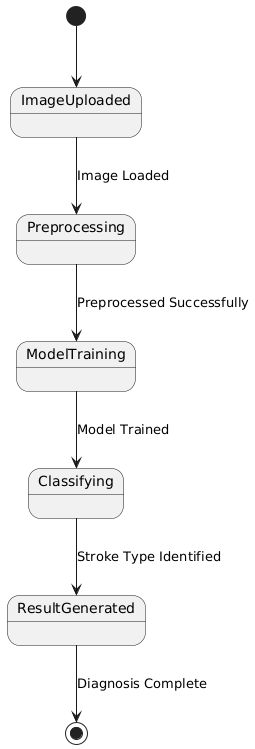 ImageUploaded
Image Loaded
Preprocessing
Preprocessed Successfully
ModelTraining
Model Trained
Classifying
Stroke Type Identified
ResultGenerated
Diagnosis Complete